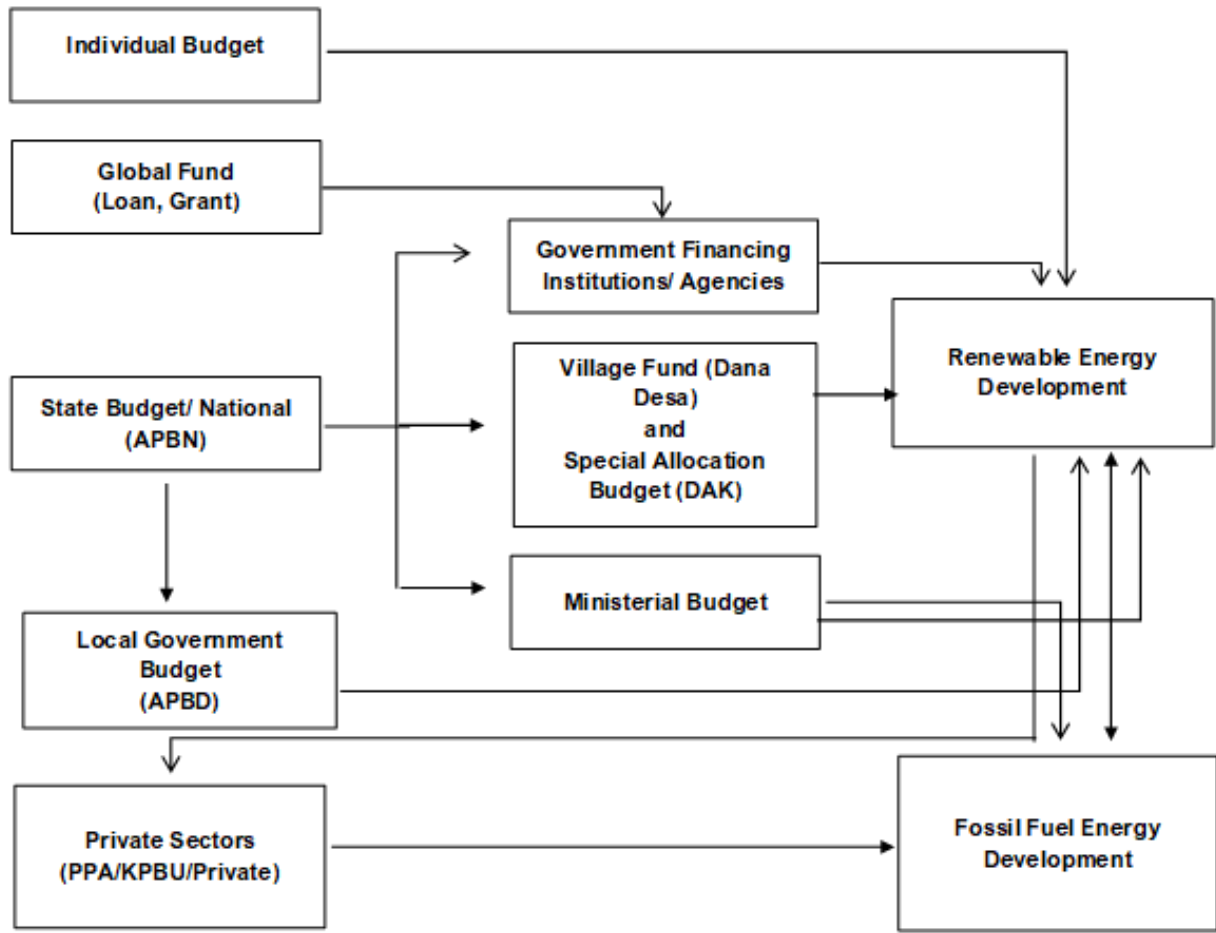 Individual Budget
Global Fund
(Loan, Grant)
Government Financing
Institutions/ Agencies
Renewable Energy
Development
Village Fund (Dana
Desa)
and
Special Allocation
Budget (DAK)
State Budget/ National
(APBN)
Ministerial Budget
Local Government
Budget
(APBD)
Private Sectors
(PPA/KPBU/Private)
Fossil Fuel Energy
Development